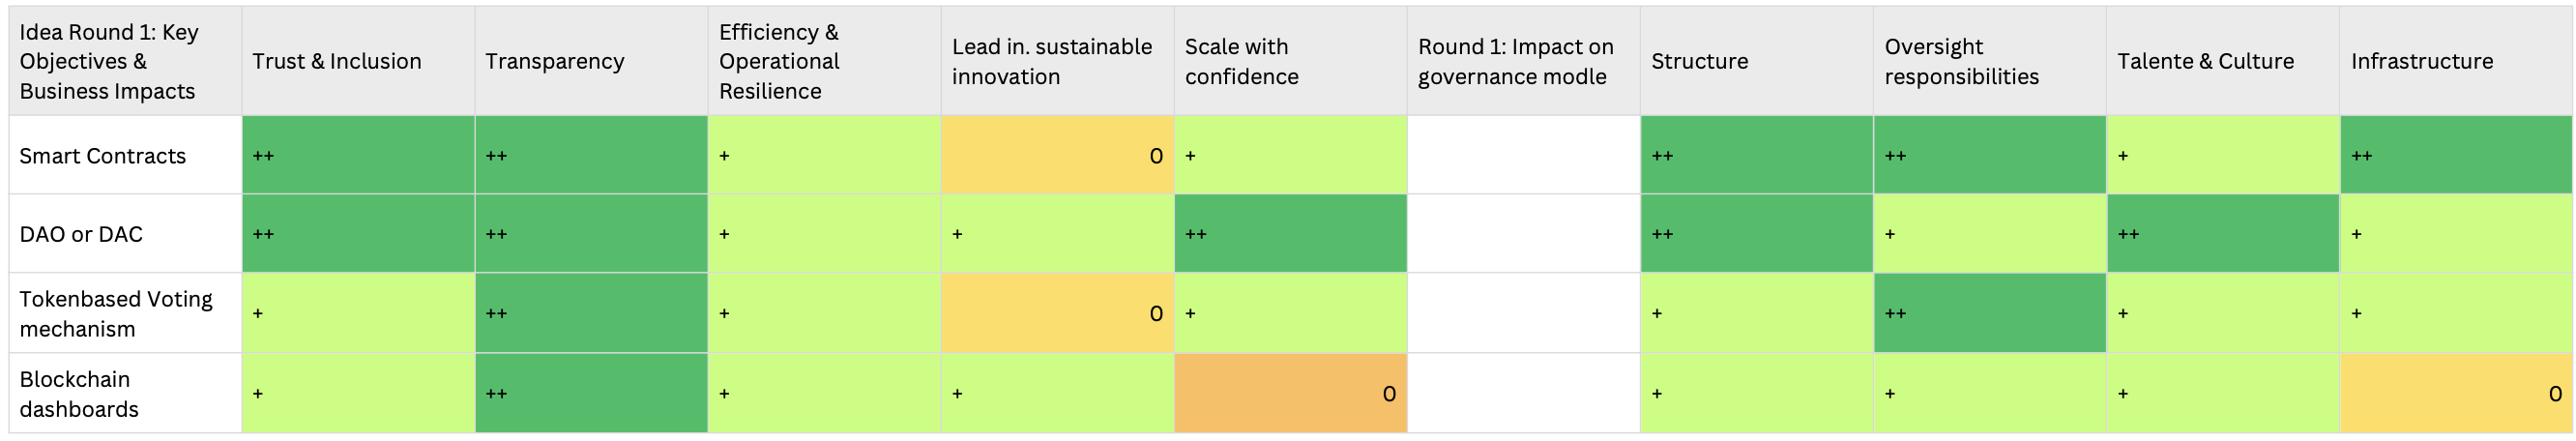 Idea Round 1: Key
Objectives &
Business Impacts
Trust & Inclusion
Transparency
Efficiency &
Operational
Resilience
Lead in. sustainable
innovation
Scale with
confidence
Round 1: Impact on
governance modle
Structure
Oversight
responsibilities
Talente & Culture
Infrastructure
Smart Contracts
++
++
+
0
+
++
++
+
++
DAO or DAC
++
++
+
+
++
++
+
++
+
Tokenbased Voting
mechanism
+
++
+
0
+
+
++
+
+
Blockchain
dashboards
+
++
+
+
0
+
+
+
0